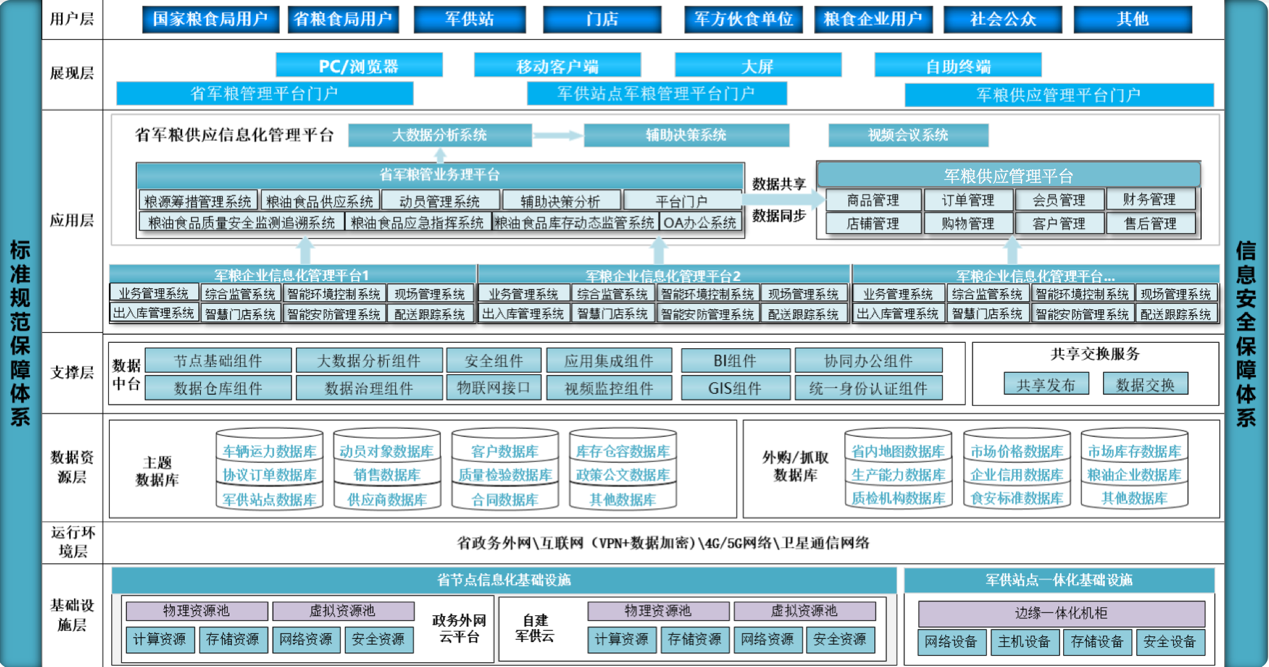 用户层
国家粮食局用户 省粮食局用户 军供站 门店 军方伙食单位 粮食企业用户 社会公众 其他
展现层
PC/浏览器 移动客户端 大屏 自助终端
省军粮管理平台门户 军供站点军粮管理平台门户 军粮供应管理平台门户
应用层
省军粮供应信息化管理平台 大数据分析系统 辅助决策系统 视频会议系统
省军粮管业务理平台
粮源筹措管理系统 粮油食品供应系统 动员管理系统 辅助决策分析 平台门户
粮油食品质量安全监测追溯系统 粮油食品应急指挥系统 粮油食品库存动态监管系统 OA办公系统
数据共享
数据同步
军粮供应管理平台
商品管理 订单管理 会员管理 财务管理
店铺管理 购物管理 客户管理 售后管理
军粮企业信息化管理平台1
业务管理系统 综合监管系统 智能环境控制系统 现场管理系统
出入库管理系统 智慧门店系统 智能安防管理系统 配送跟踪系统
军粮企业信息化管理平台2
业务管理系统 综合监管系统 智能环境控制系统 现场管理系统
出入库管理系统 智慧门店系统 智能安防管理系统 配送跟踪系统
军粮企业信息化管理平台...
业务管理系统 综合监管系统 智能环境控制系统 现场管理系统
出入库管理系统 智慧门店系统 智能安防管理系统 配送跟踪系统
支撑层
数据
中台
节点基础组件 大数据分析组件 安全组件 应用集成组件 BI组件 协同办公组件
数据仓库组件 数据治理组件 物联网接口 视频监控组件 GIS组件 统一身份认证组件
共享交换服务
共享发布 数据交换
数据资
源层
主题
数据库
车辆运力数据库 动员对象数据库 客户数据库 库存仓容数据库
协议订单数据库 销售数据库 质量检验数据库 政策公文数据库
军供站点数据库 供应商数据库 合同数据库 其他数据库
外购/抓取
数据库
省内地图数据库 市场价格数据库 市场库存数据库
生产能力数据库 企业信用数据库 粮油企业数据库
质检机构数据库 食安标准数据库 其他数据库
运行环
境层
省政务外网\互联网（VPN+数据加密)\4G/5G网络\卫星通信网络
基础设
施层
省节点信息化基础设施
物理资源池 虚拟资源池
计算资源 存储资源 网络资源 安全资源
政务外网
云平台
自建
军供云
物理资源池 虚拟资源池
计算资源 存储资源 网络资源 安全资源
军供站点一体化基础设施
边缘一体化机柜
网络设备 主机设备 存储设备 安全设备
标准规范保障体系
信息安全保障体系